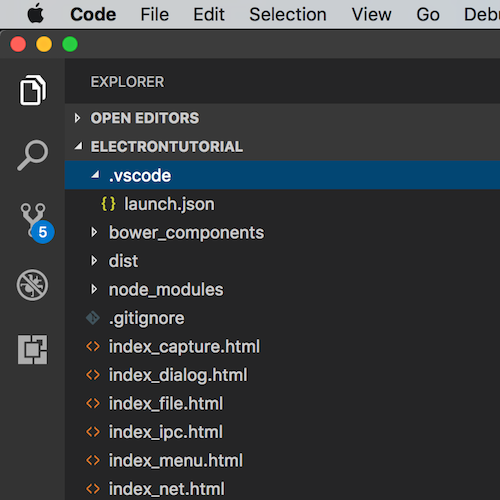 Code File Edit Selection View Go Debu
EXPLORER
OPEN EDITORS
ELECTRONTUTORIAL
.vscode
{} launch.json
bower_components
5
dist
node_modules
.gitignore
<> index_capture.html
<> index_dialog.html
<> index_file.html
<> index_ipc.html
<> index_menu.html
<> index_net.html